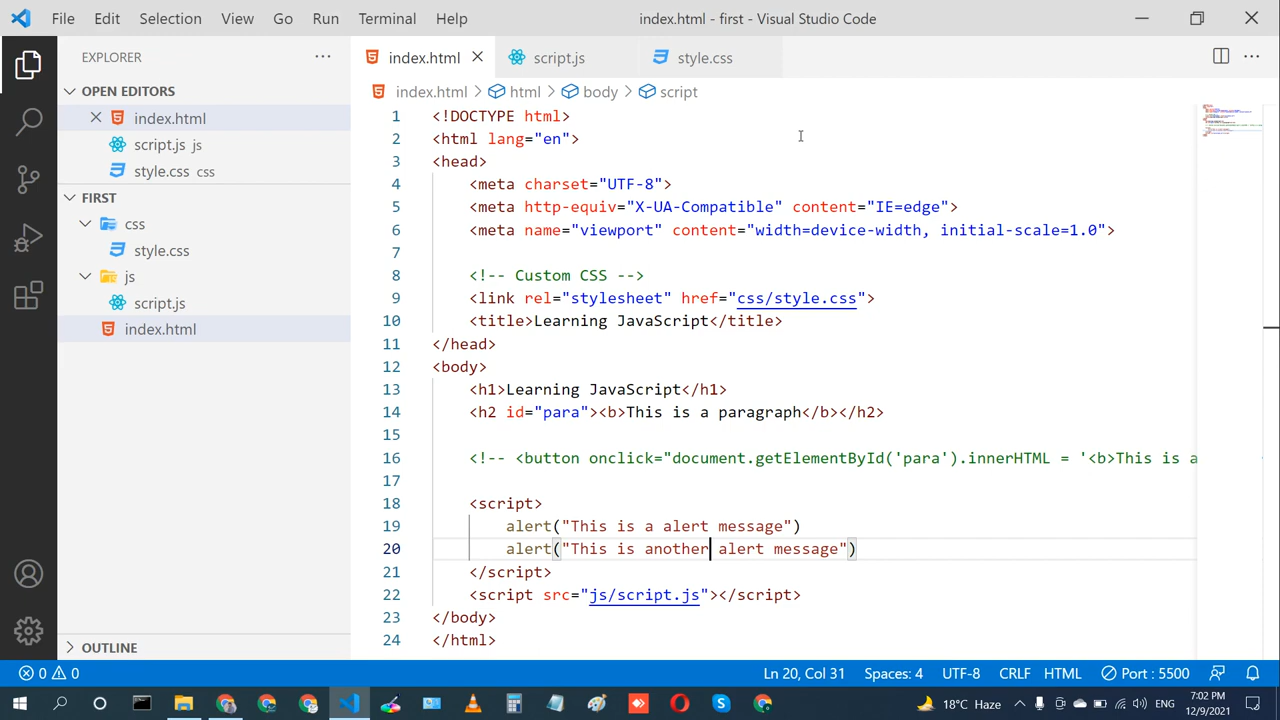 File Edit Selection View Go Run Terminal Help index.html - first - Visual Studio Code
EXPLORER
OPEN EDITORS
index.html
script.js js
style.css css
FIRST
css
style.css
js
script.js
index.html
OUTLINE
index.html script.js style.css
index.html > html > body > script
1 <!DOCTYPE html>
2 <html lang="en">
3 <head>
4 <meta charset="UTF-8">
5 <meta http-equiv="X-UA-Compatible" content="IE=edge">
6 <meta name="viewport" content="width=device-width, initial-scale=1.0">
7
8 <!-- Custom CSS -->
9 <link rel="stylesheet" href="css/style.css">
10 <title>Learning JavaScript</title>
11 </head>
12 <body>
13 <h1>Learning JavaScript</h1>
14 <h2 id="para"><b>This is a paragraph</b></h2>
15
16 <!-- <button onclick="document.getElementById('para').innerHTML = '<b>This is a
17
18 <script>
19 alert("This is a alert message")
20 alert("This is another alert message")
21 </script>
22 <script src="js/script.js"></script>
23 </body>
24 </html>
0 0 Ln 20, Col 31 Spaces: 4 UTF-8 CRLF HTML Port : 5500
18°C Haze ENG 7:02 PM
12/9/2021